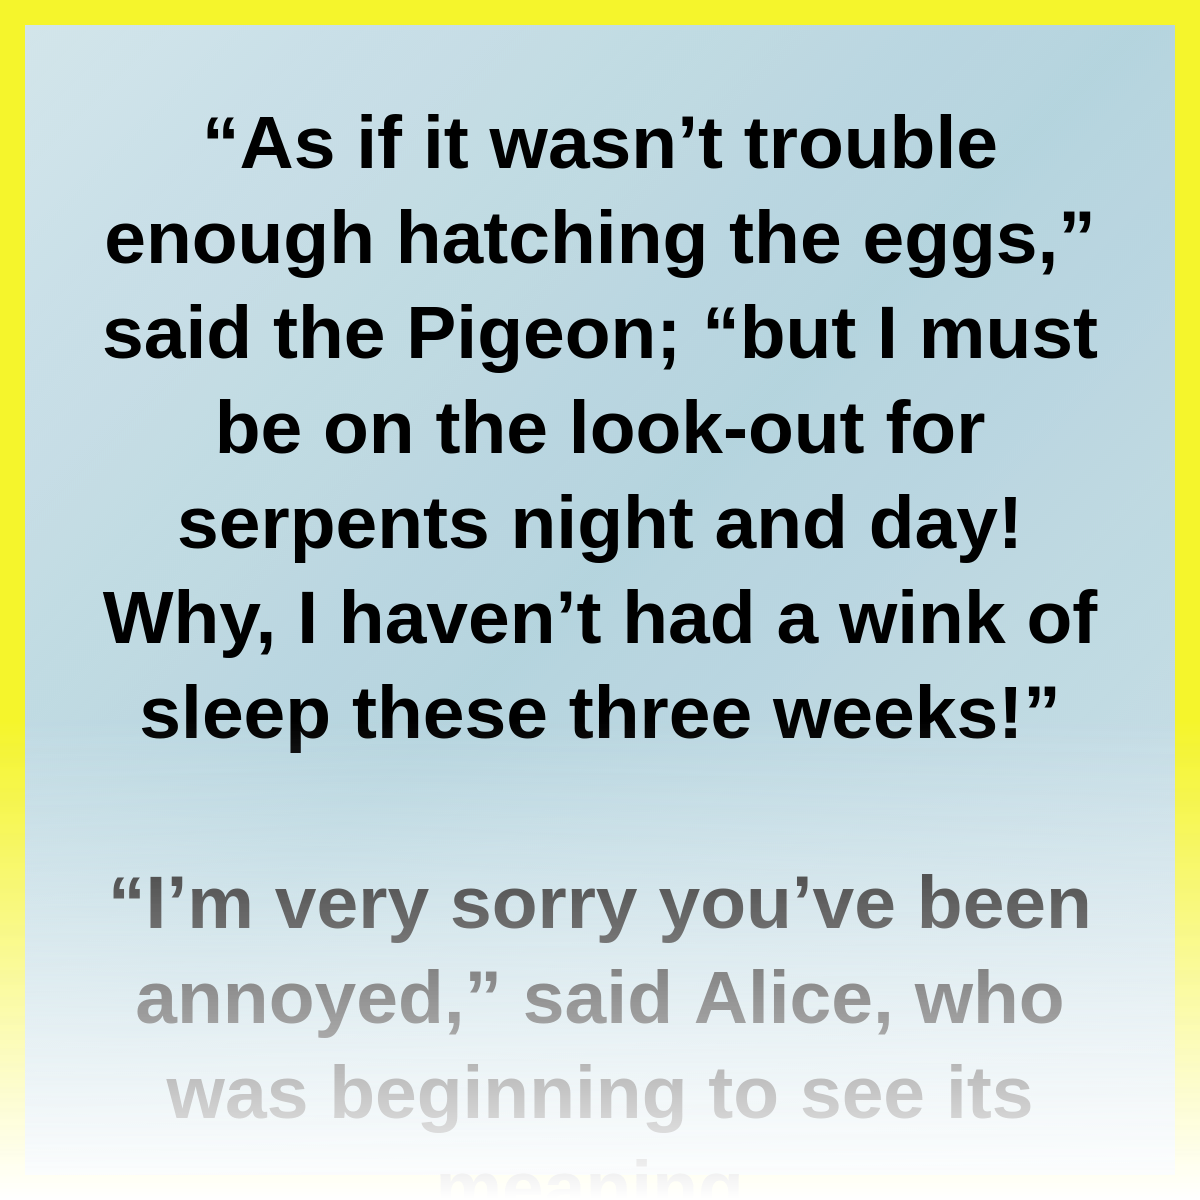 “As if it wasn’t trouble
enough hatching the eggs,”
said the Pigeon; “but I must
be on the look-out for
serpents night and day!
Why, I haven’t had a wink of
sleep these three weeks!”
“I’m very sorry you’ve been
annoyed,” said Alice, who
was beginning to see its
meaning